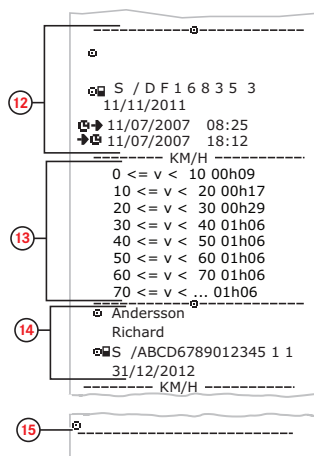 12
S / D F 1 6 8 3 5 3
11/11/2011
11/07/2007 08:25
11/07/2007 18:12
------- KM/H -------
0 <= v < 10 00h09
10 <= v < 20 00h17
20 <= v < 30 00h29
13
30 <= v < 40 01h06
40 <= v < 50 01h06
50 <= v < 60 01h06
60 <= v < 70 01h06
70 <= v < ... 01h06
14
Andersson
Richard
S /ABCD6789012345 1 1
31/12/2012
------- KM/H -------
15